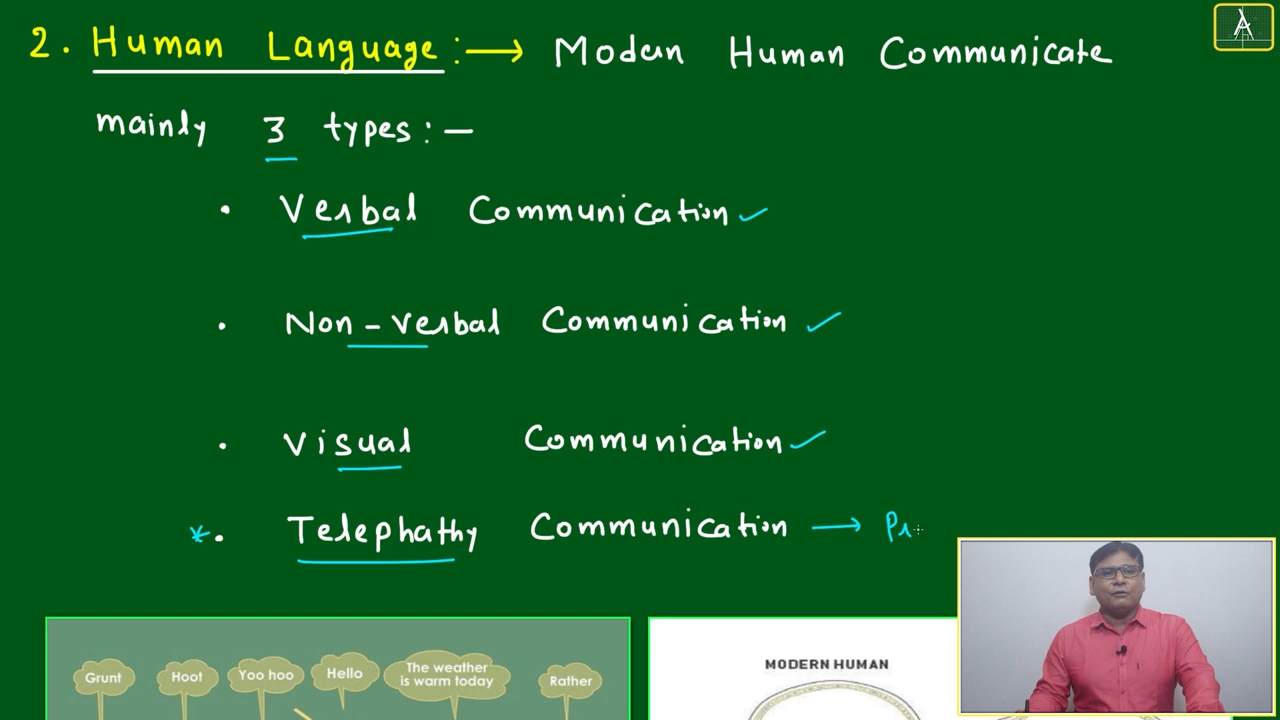 2. Human Language :→ Modern Human Communicate
mainly 3 types :—
• Verbal Communication ✓
• Non-verbal Communication ✓
• Visual Communication ✓
*• Telephathy Communication → Pr
Grunt
Hoot
Yoo hoo
Hello
The weather
is warm today
Rather
MODERN HUMAN